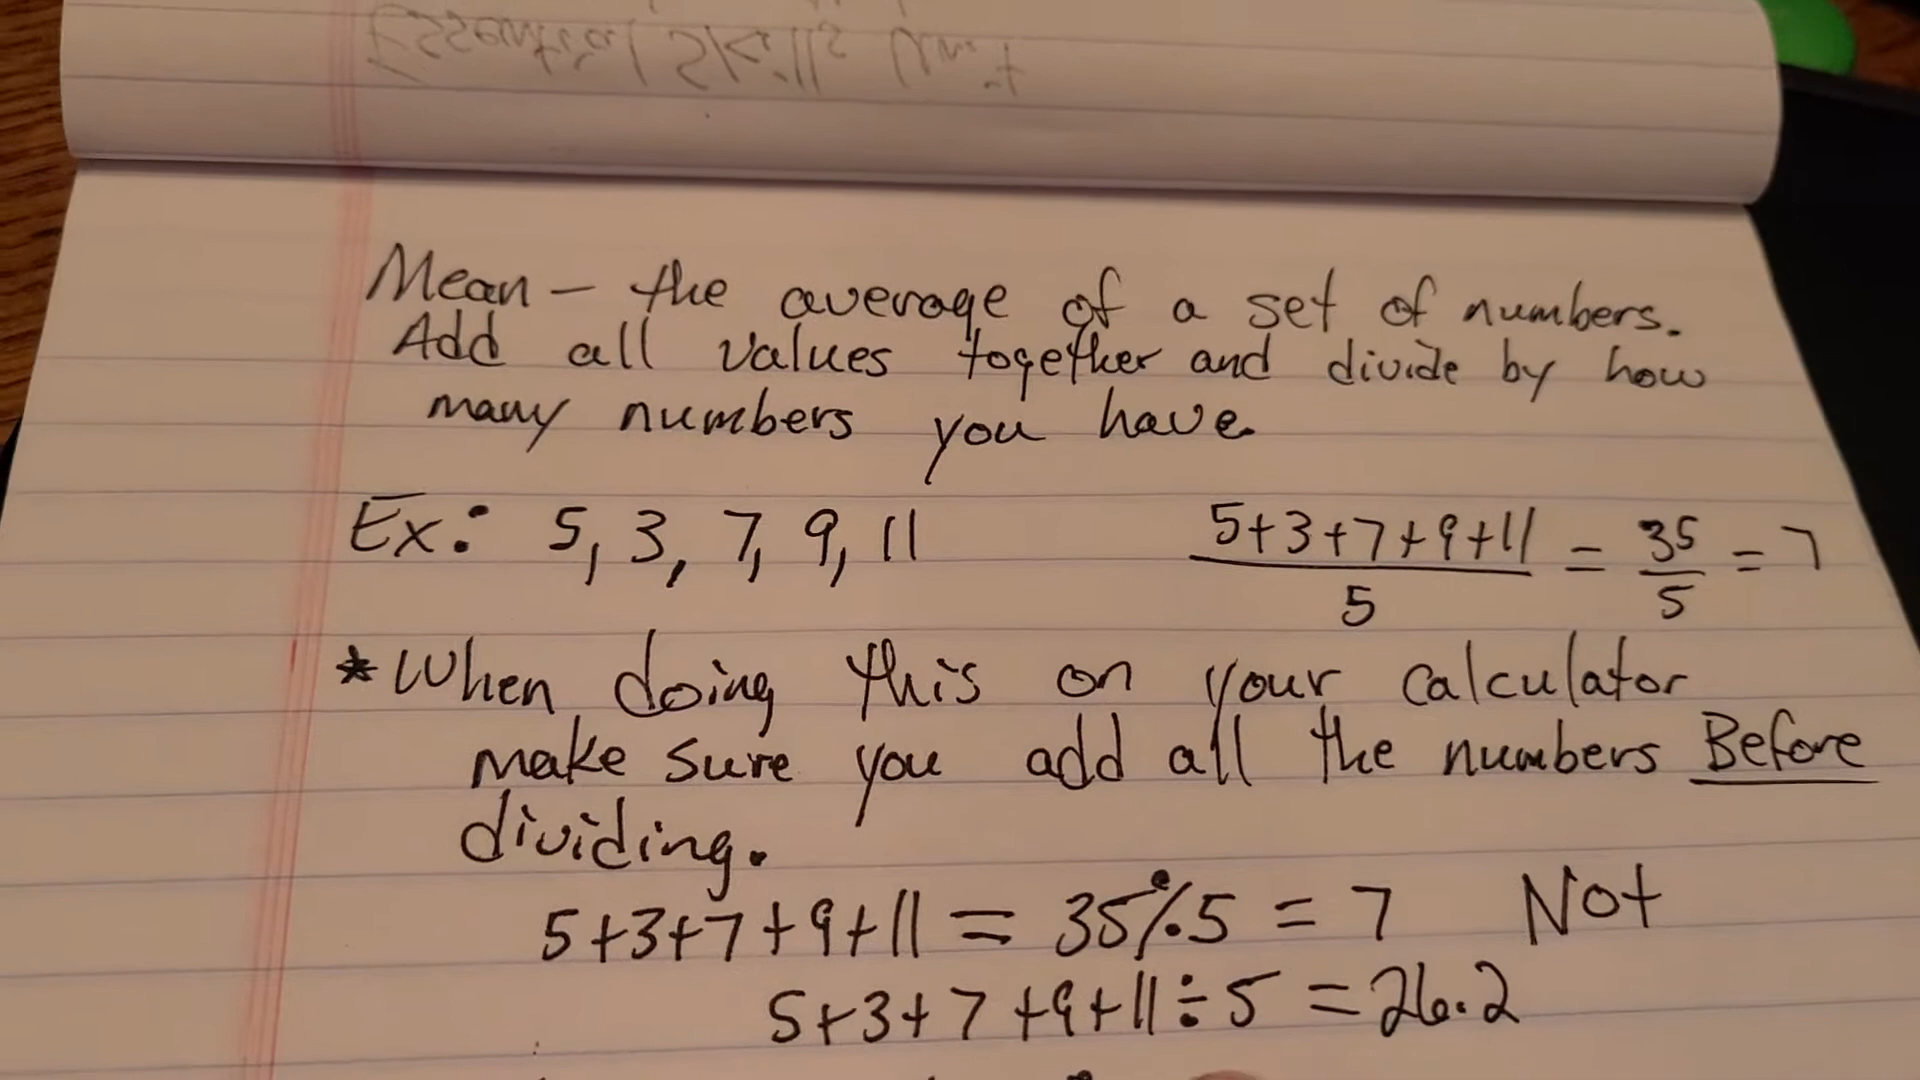 Essential Skills Unit
Mean – the average of a set of numbers.
Add all values together and divide by how
many numbers you have.
Ex: 5, 3, 7, 9, 11 5+3+7+9+11/5 = 35/5 = 7
*When doing this on your calculator
make sure you add all the numbers Before
dividing.
5+3+7+9+11 = 35÷5 = 7 Not
5+3+7+9+11÷5 = 26.2